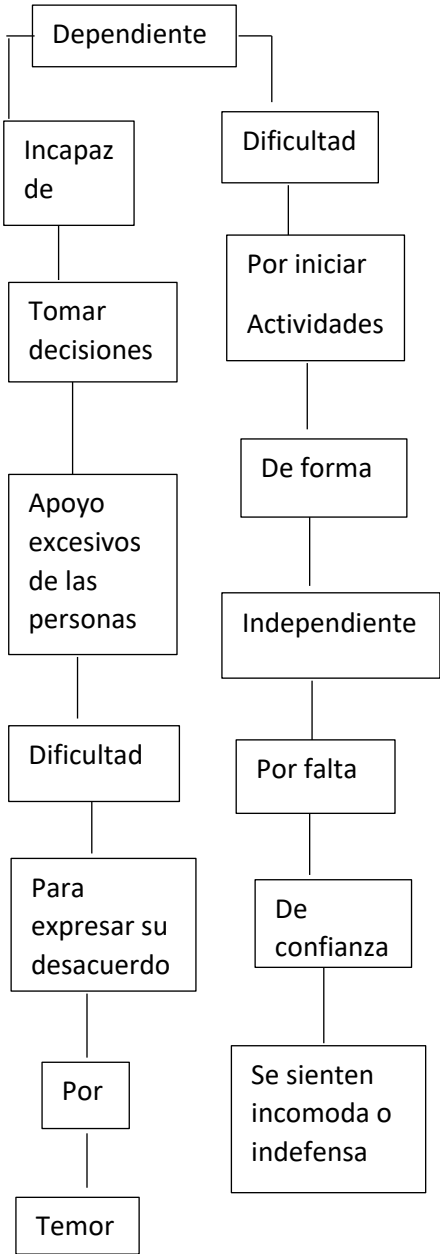 Dependiente
Incapaz
de
Tomar
decisiones
Apoyo
excesivos
de las
personas
Dificultad
Para
expresar su
desacuerdo
Por
Temor
Dificultad
Por iniciar
Actividades
De forma
Independiente
Por falta
De
confianza
Se sienten
incomoda o
indefensa